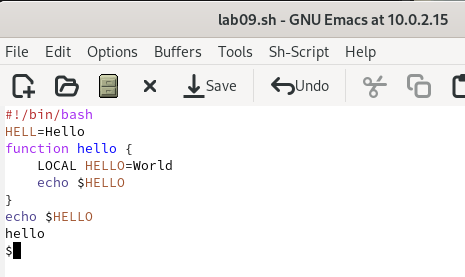 lab09.sh - GNU Emacs at 10.0.2.15
File Edit Options Buffers Tools Sh-Script Help
Save Undo
#!/bin/bash
HELL=Hello
function hello {
    LOCAL HELLO=World
    echo $HELLO
}
echo $HELLO
hello
$